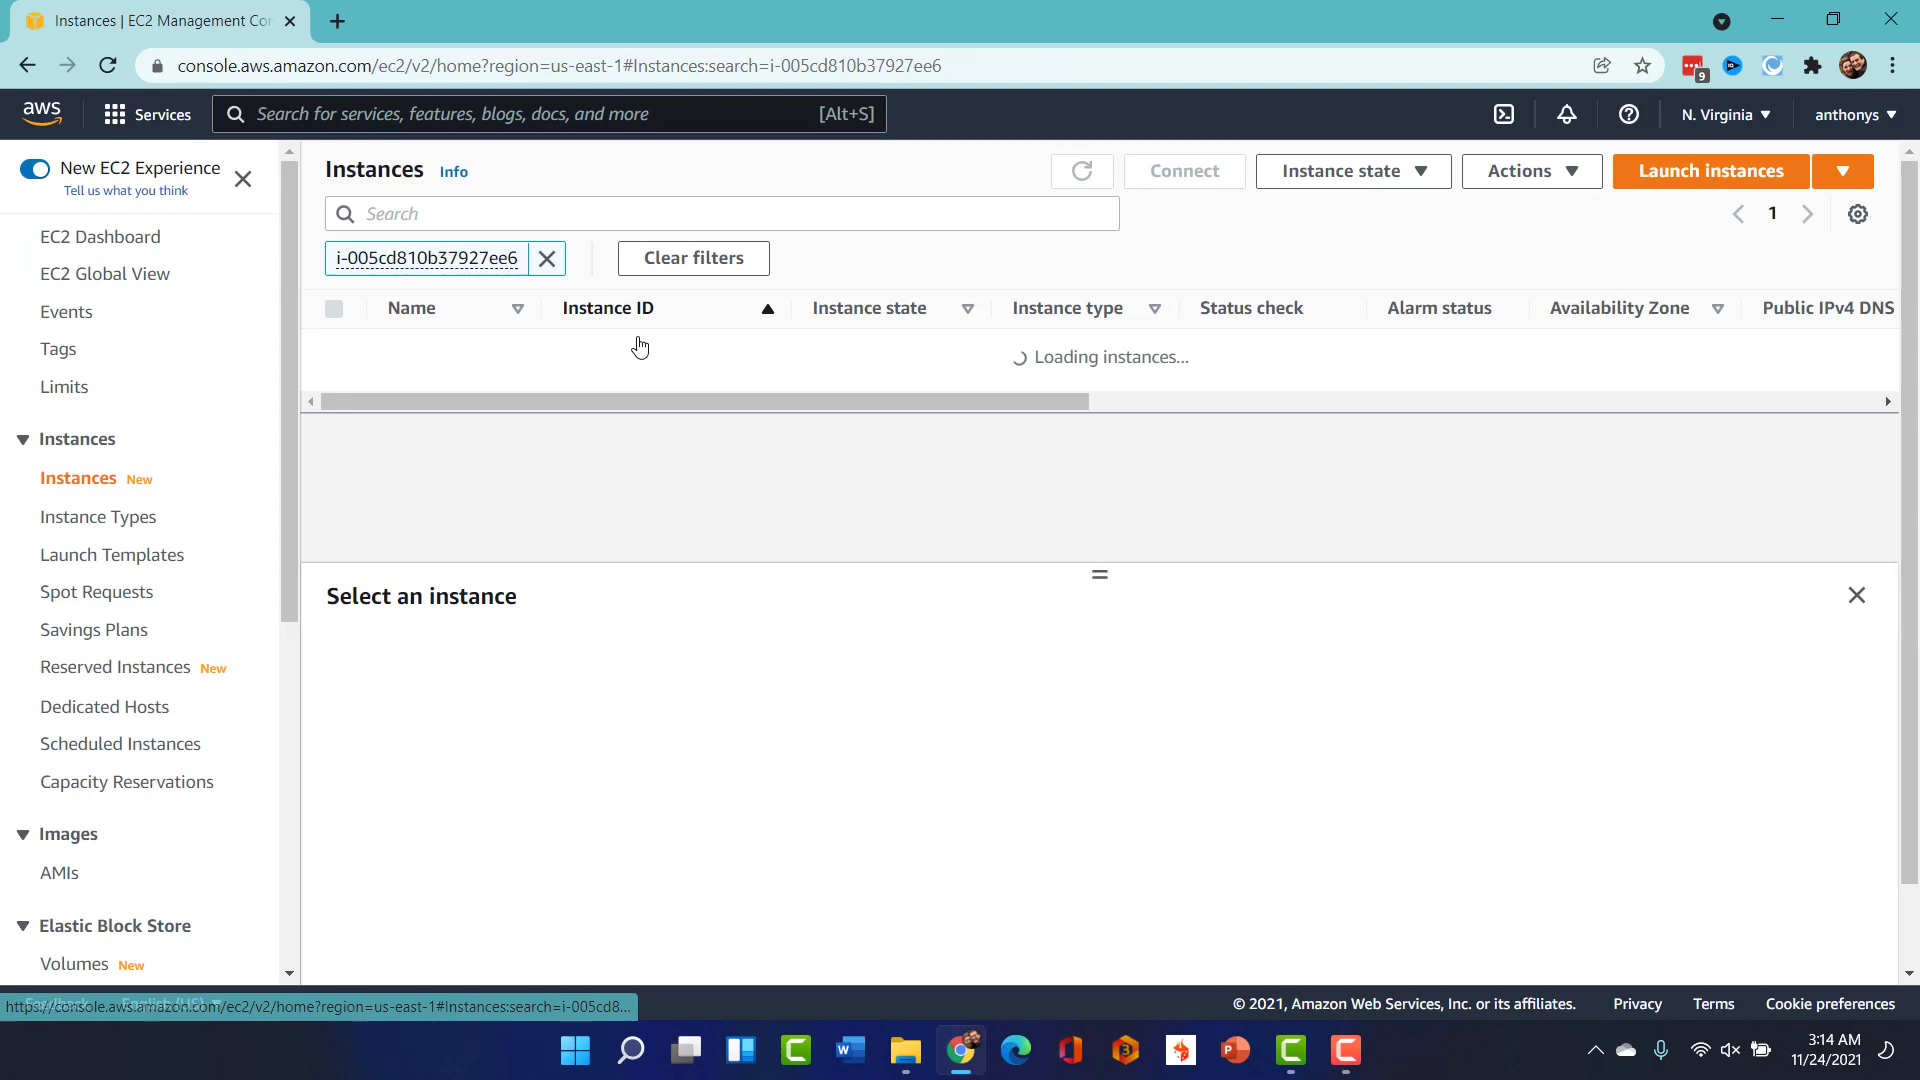 Instances | EC2 Management Con
console.aws.amazon.com/ec2/v2/home?region=us-east-1#Instances:search=i-005cd810b37927ee6
9
aws
Services
Search for services, features, blogs, docs, and more
[Alt+S]
N. Virginia
anthonys
New EC2 Experience
Tell us what you think
EC2 Dashboard
EC2 Global View
Events
Tags
Limits
Instances
Instances New
Instance Types
Launch Templates
Spot Requests
Savings Plans
Reserved Instances New
Dedicated Hosts
Scheduled Instances
Capacity Reservations
Images
AMIs
Elastic Block Store
Volumes New
Instances Info
Connect
Instance state
Actions
Launch instances
Search
1
i-005cd810b37927ee6
Clear filters
Name
Instance ID
Instance state
Instance type
Status check
Alarm status
Availability Zone
Public IPv4 DNS
Loading instances...
Select an instance
Feedback English (US)
https://console.aws.amazon.com/ec2/v2/home?region=us-east-1#Instances:search=i-005cd8...
© 2021, Amazon Web Services, Inc. or its affiliates.
Privacy
Terms
Cookie preferences
3:14 AM
11/24/2021